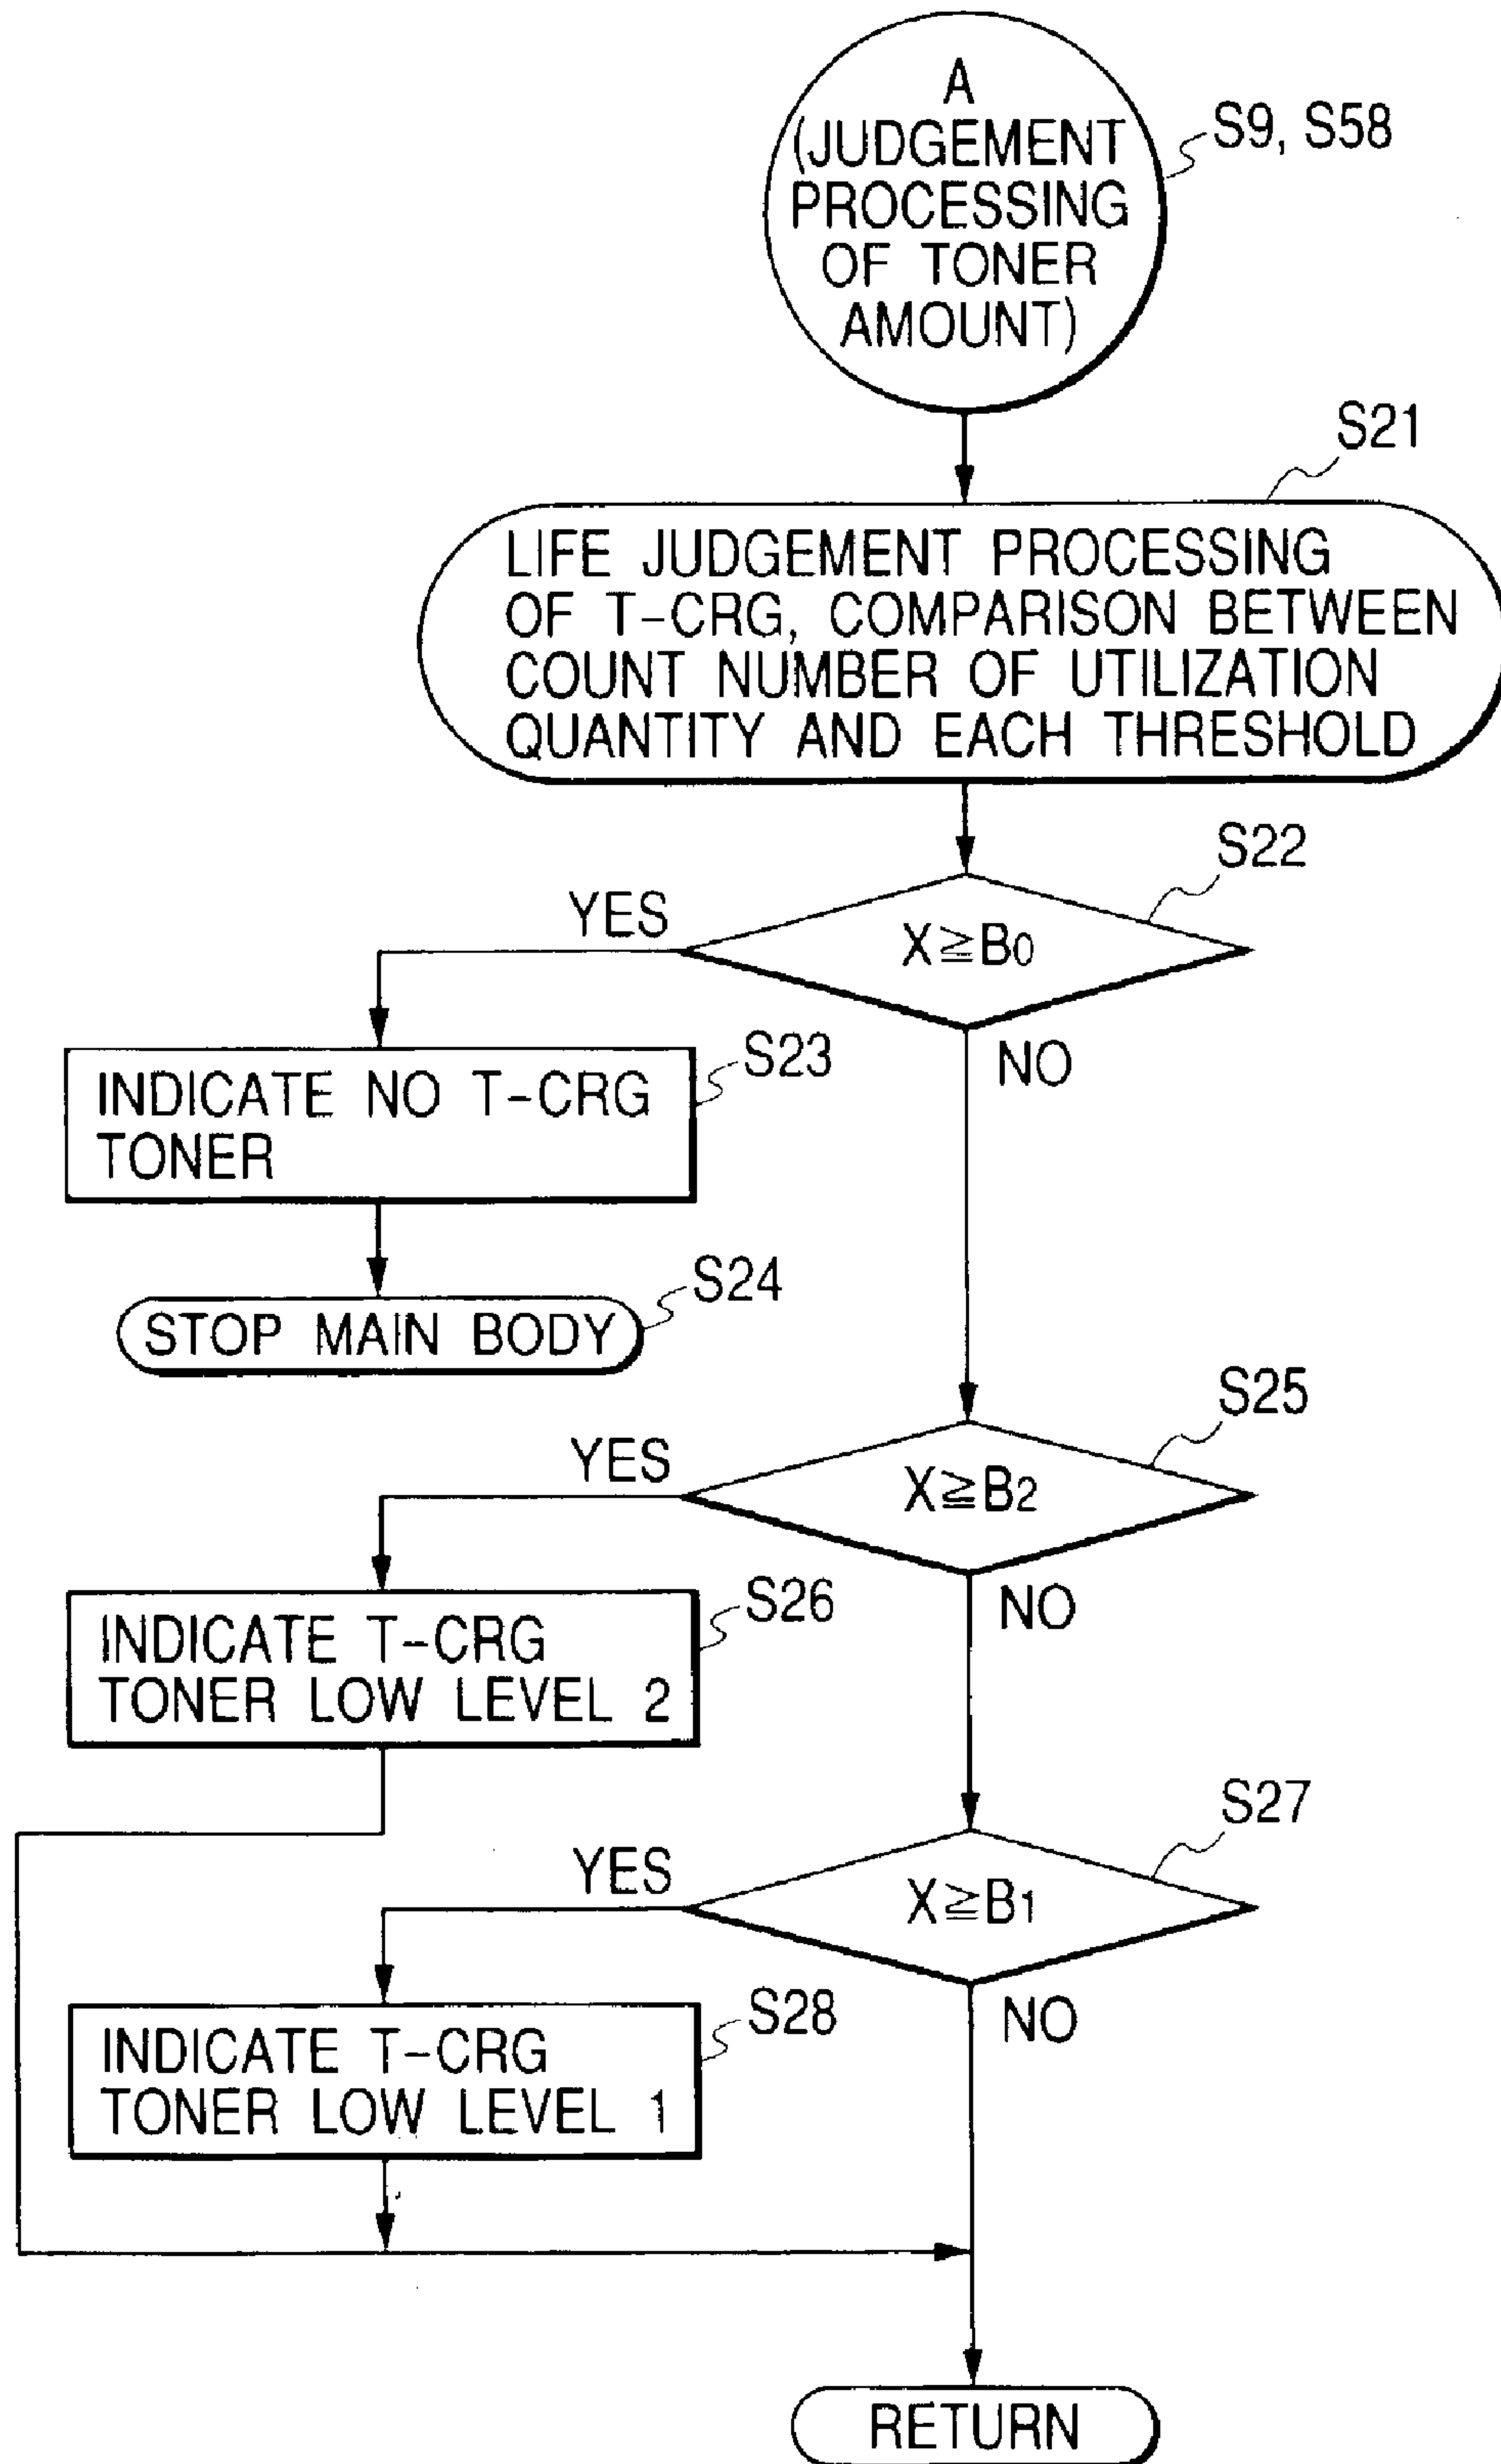 A
(JUDGEMENT
PROCESSING
OF TONER
AMOUNT)
S9, S58
S21
LIFE JUDGEMENT PROCESSING
OF T-CRG, COMPARISON BETWEEN
COUNT NUMBER OF UTILIZATION
QUANTITY AND EACH THRESHOLD
S22
YES
X≧B0
NO
S23
INDICATE NO T-CRG
TONER
S24
STOP MAIN BODY
S25
YES
X≧B2
NO
S26
INDICATE T-CRG
TONER LOW LEVEL 2
S27
YES
X≧B1
NO
S28
INDICATE T-CRG
TONER LOW LEVEL 1
RETURN